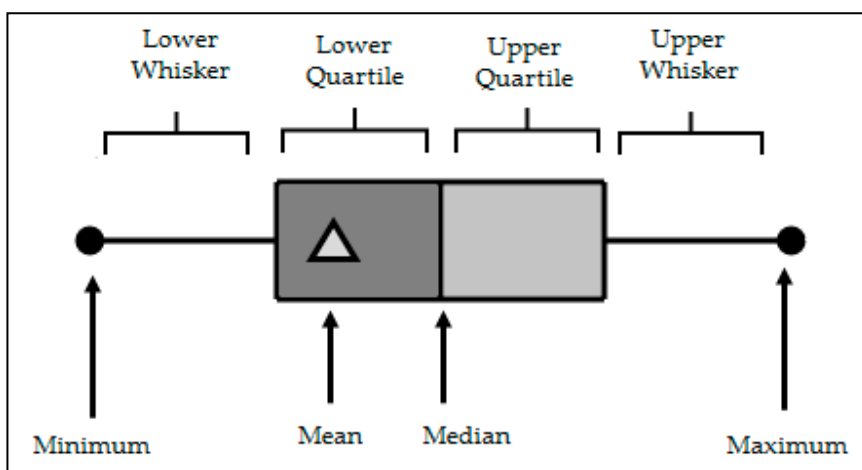 Lower
Whisker
Lower
Quartile
Upper
Quartile
Upper
Whisker
Minimum
Mean
Median
Maximum